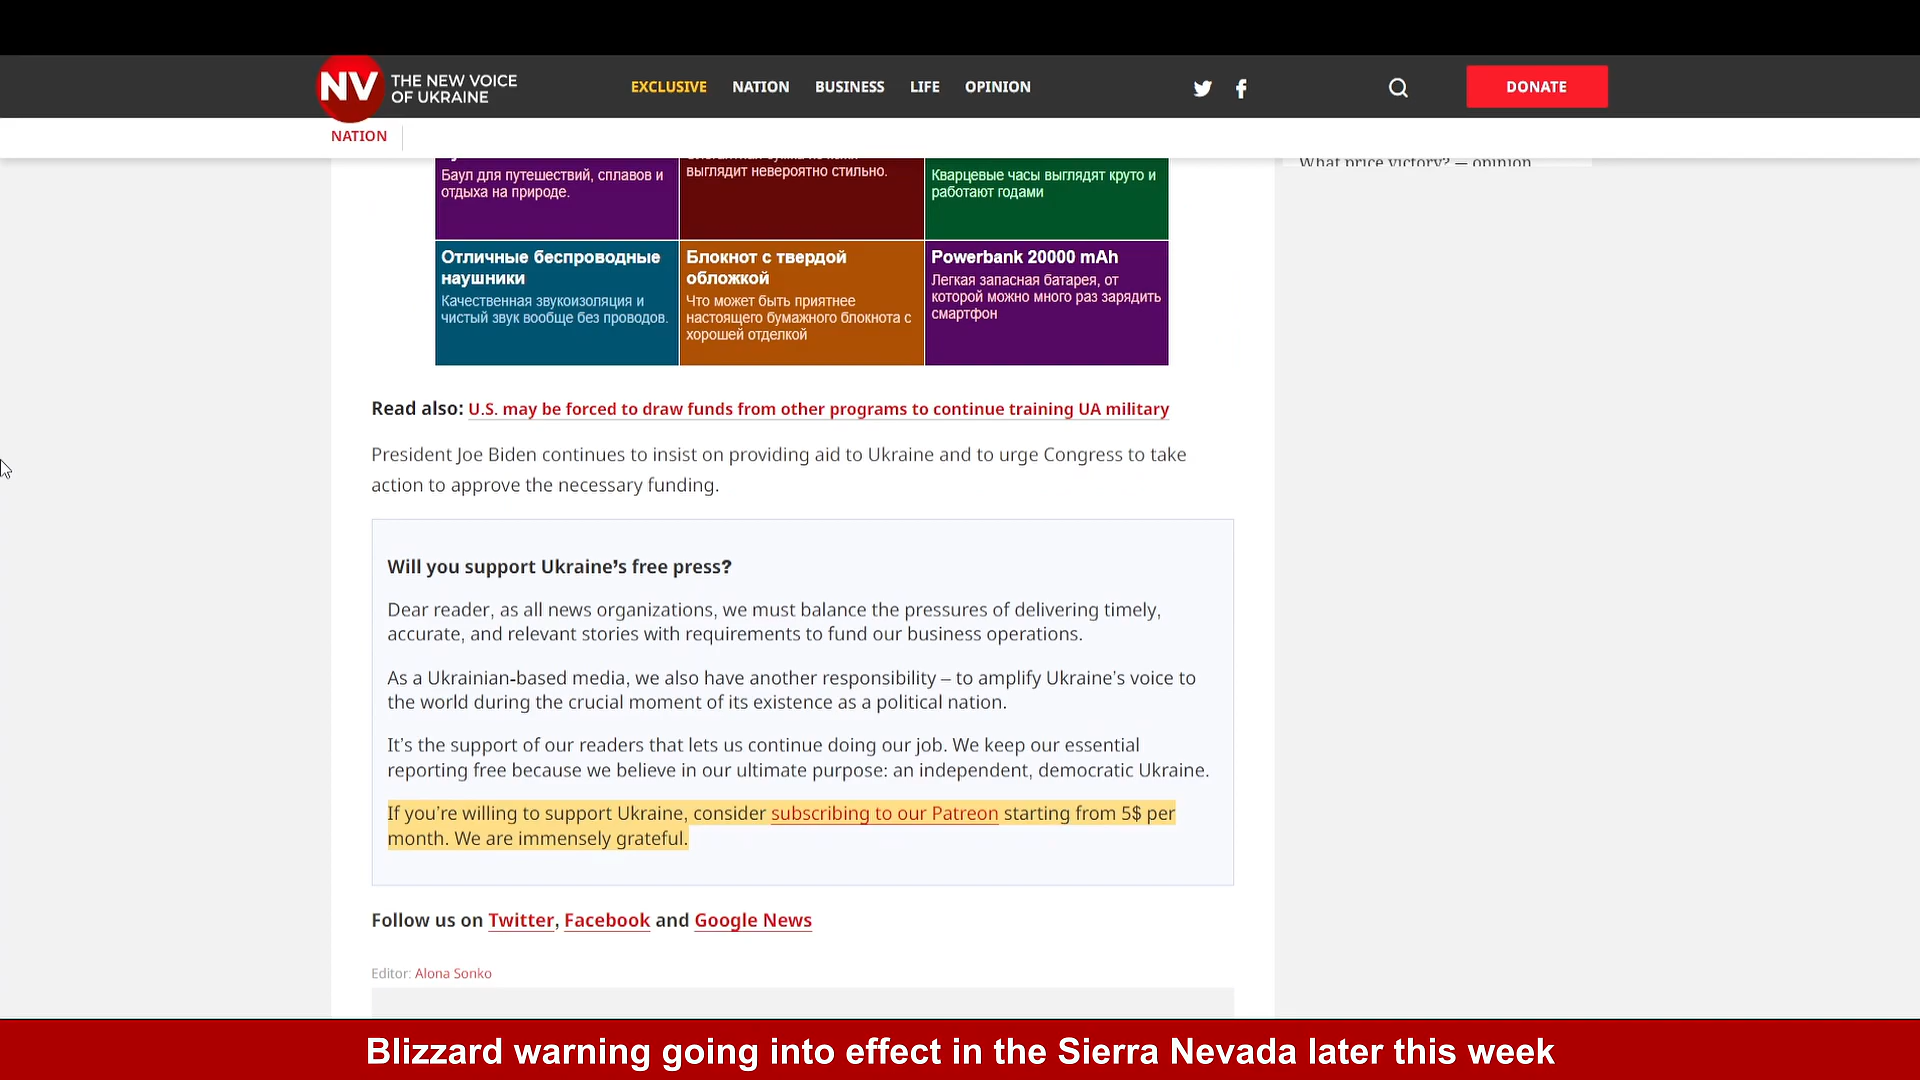 NV THE NEW VOICE
OF UKRAINE
EXCLUSIVE NATION BUSINESS LIFE OPINION
DONATE
NATION
What price victory? — opinion
Баул для путешествий, сплавов и
отдыха на природе.
выглядит невероятно стильно.
Кварцевые часы выглядят круто и
работают годами
Отличные беспроводные
наушники
Качественная звукоизоляция и
чистый звук вообще без проводов.
Блокнот с твердой
обложкой
Что может быть приятнее
настоящего бумажного блокнота с
хорошей отделкой
Powerbank 20000 mAh
Легкая запасная батарея, от
которой можно много раз зарядить
смартфон
Read also: U.S. may be forced to draw funds from other programs to continue training UA military
President Joe Biden continues to insist on providing aid to Ukraine and to urge Congress to take
action to approve the necessary funding.
Will you support Ukraine’s free press?
Dear reader, as all news organizations, we must balance the pressures of delivering timely,
accurate, and relevant stories with requirements to fund our business operations.
As a Ukrainian-based media, we also have another responsibility – to amplify Ukraine’s voice to
the world during the crucial moment of its existence as a political nation.
It’s the support of our readers that lets us continue doing our job. We keep our essential
reporting free because we believe in our ultimate purpose: an independent, democratic Ukraine.
If you’re willing to support Ukraine, consider subscribing to our Patreon starting from 5$ per
month. We are immensely grateful.
Follow us on Twitter, Facebook and Google News
Editor: Alona Sonko
Blizzard warning going into effect in the Sierra Nevada later this week